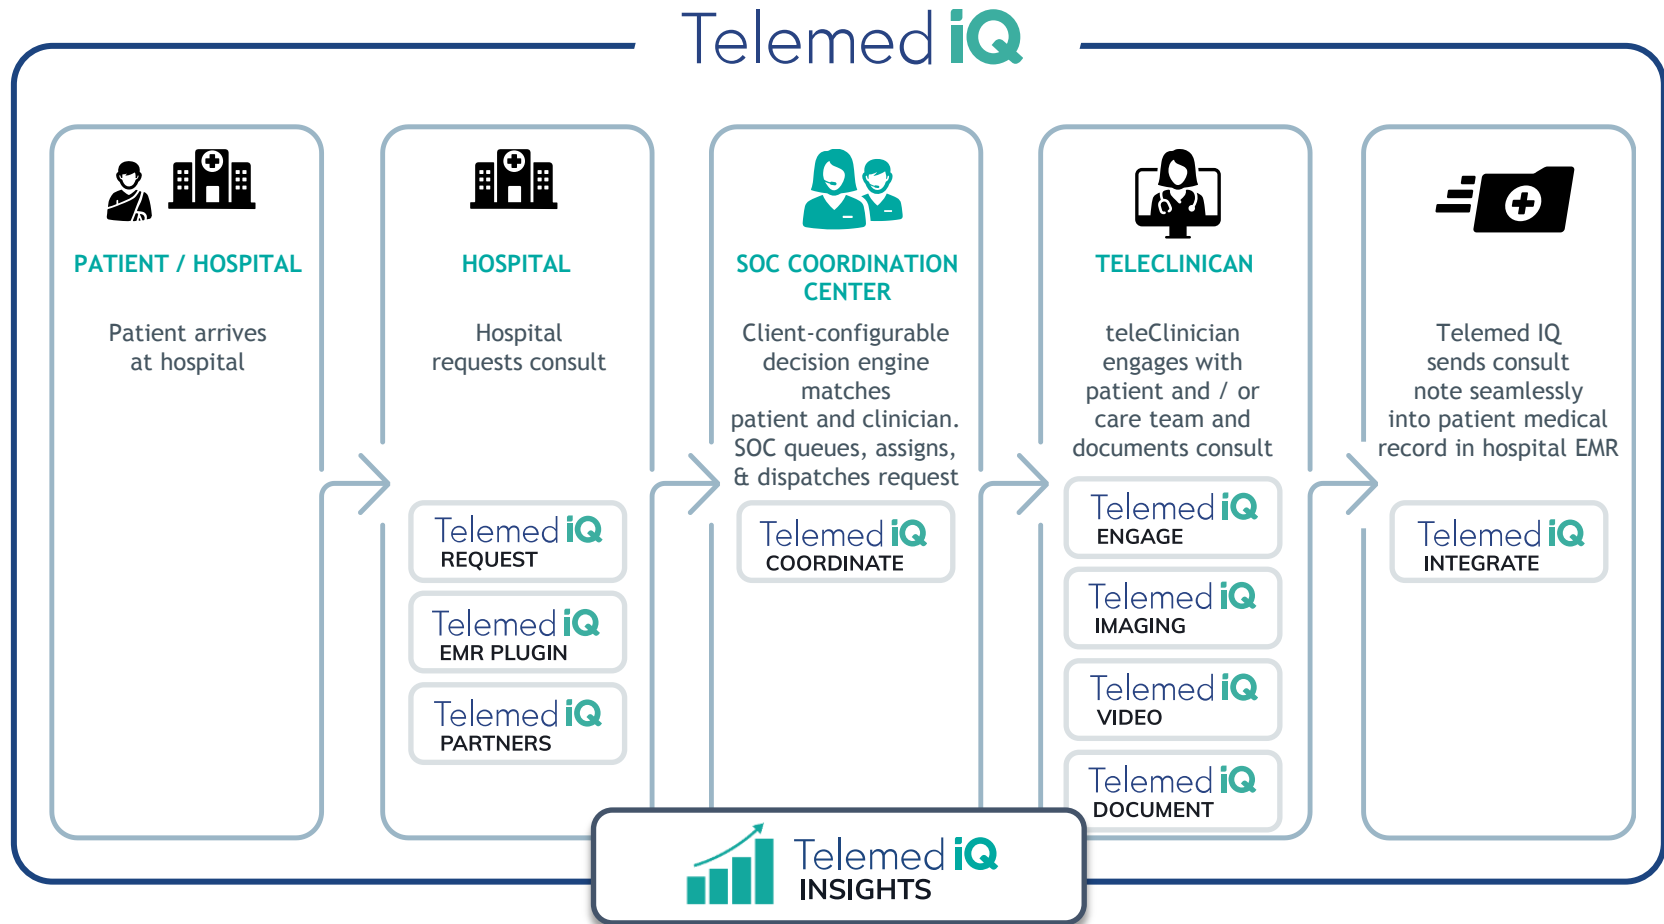 Telemed iQ
PATIENT / HOSPITAL
Patient arrives
at hospital
HOSPITAL
Hospital
requests consult
Telemed iQ
REQUEST
Telemed iQ
EMR PLUGIN
Telemed iQ
PARTNERS
SOC COORDINATION
CENTER
Client-configurable
decision engine
matches
patient and clinician.
SOC queues, assigns,
& dispatches request
Telemed iQ
COORDINATE
TELECLINICAN
teleClinician
engages with
patient and / or
care team and
documents consult
Telemed iQ
ENGAGE
Telemed iQ
IMAGING
Telemed iQ
VIDEO
Telemed iQ
DOCUMENT
Telemed IQ
sends consult
note seamlessly
into patient medical
record in hospital EMR
Telemed iQ
INTEGRATE
Telemed iQ
INSIGHTS